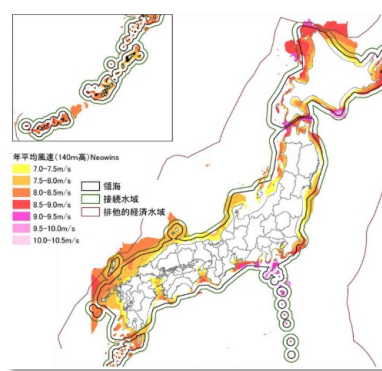 年平均風速(140m高)Neowins
7.0-7.5m/s
7.5-8.0m/s
8.0-8.5m/s
8.5-9.0m/s
9.0-9.5m/s
9.5-10.0m/s
10.0-10.5m/s
領海
接続水域
排他的経済水域